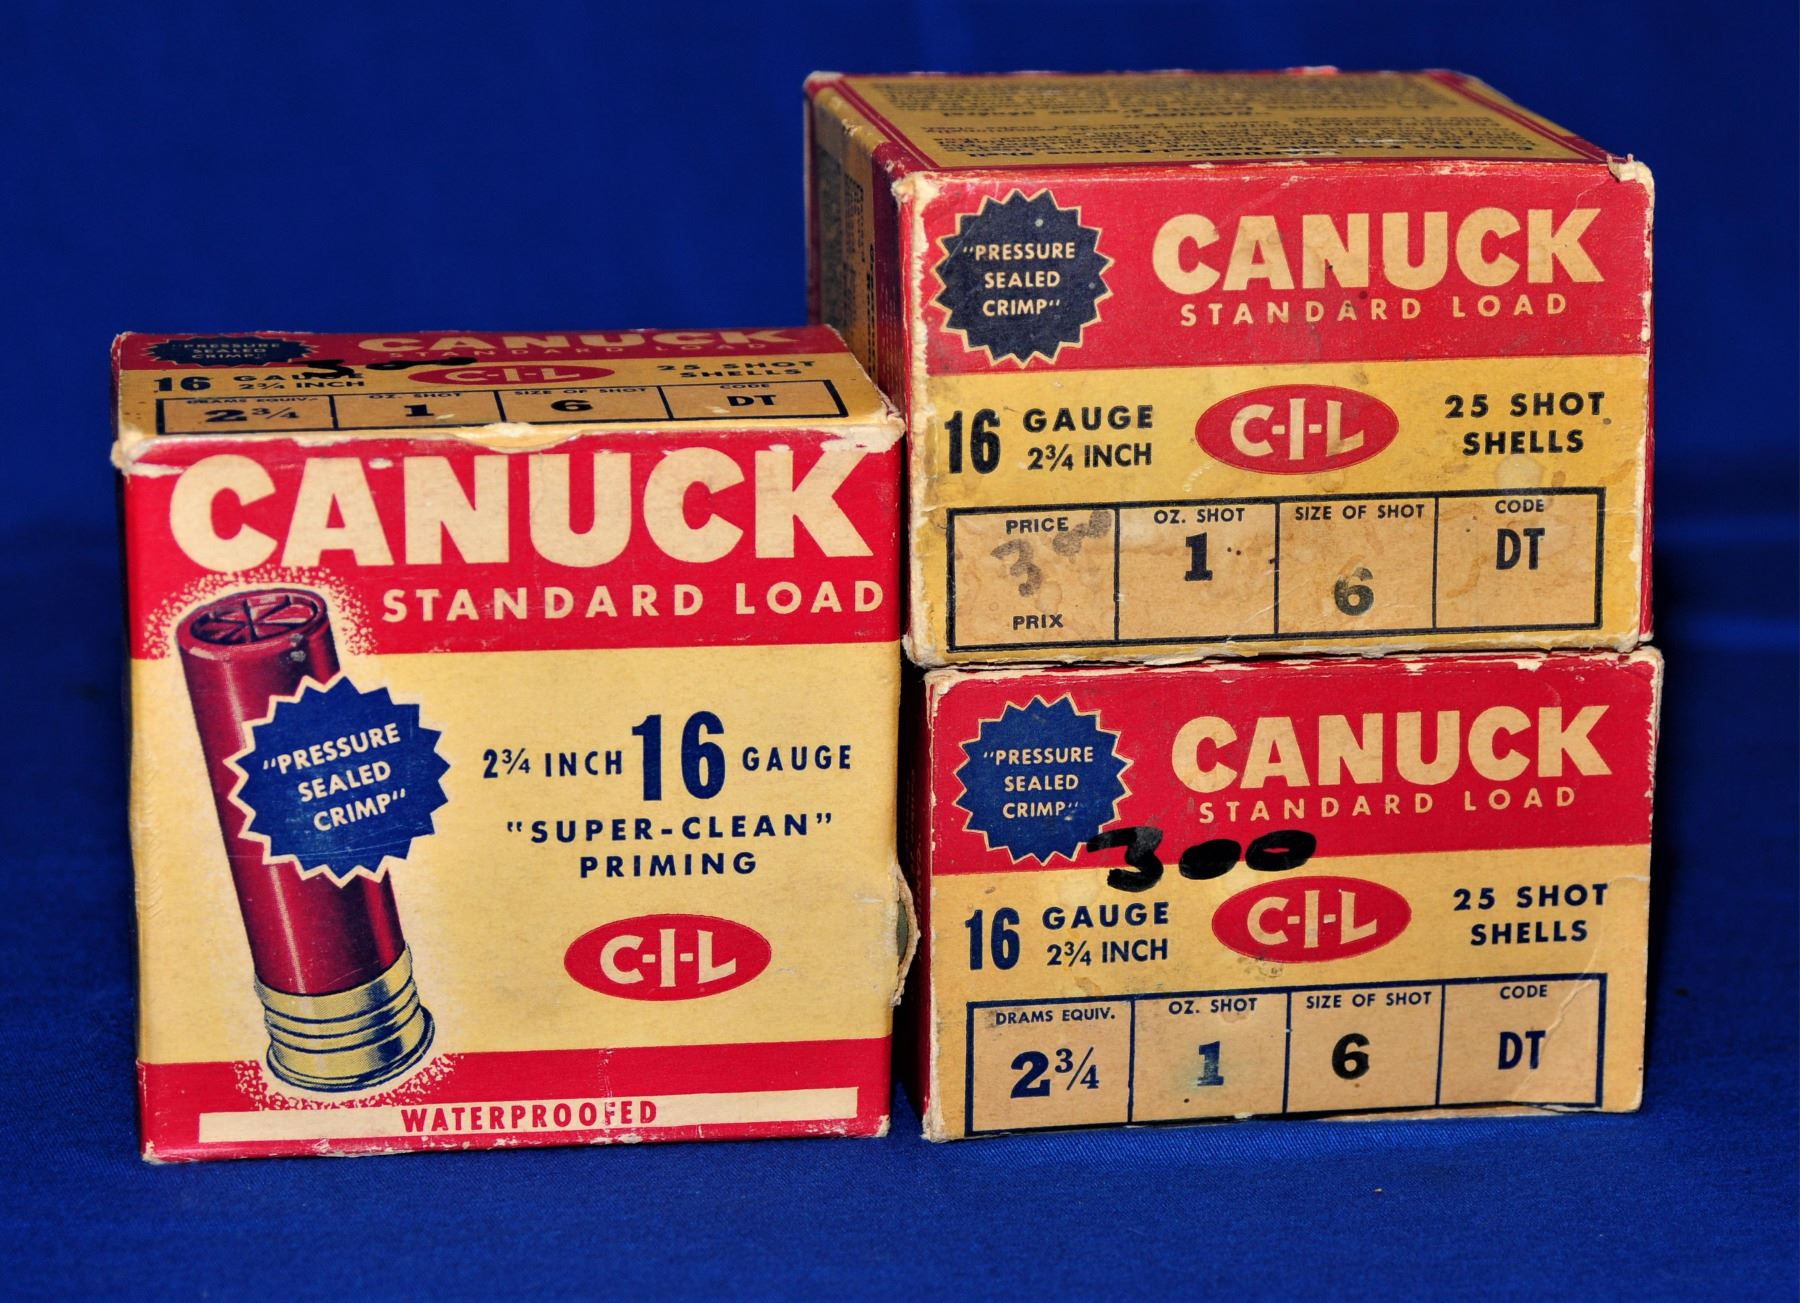 "PRESSURE
SEALED
CRIMP"
CANUCK
STANDARD LOAD
300
16 GAUGE
2¾ INCH
C-I-L
25 SHOT
SHELLS
DRAMS EQUIV.
2¾
OZ. SHOT
1
SIZE OF SHOT
6
CODE
DT
CANUCK
STANDARD LOAD
"PRESSURE
SEALED
CRIMP"
2¾ INCH 16 GAUGE
"SUPER-CLEAN"
PRIMING
C-I-L
WATERPROOFED
"PRESSURE
SEALED
CRIMP"
CANUCK
STANDARD LOAD
16 GAUGE
2¾ INCH
C-I-L
25 SHOT
SHELLS
PRICE
3 00
PRIX
OZ. SHOT
1
SIZE OF SHOT
6
CODE
DT
"PRESSURE
SEALED
CRIMP"
CANUCK
STANDARD LOAD
300
16 GAUGE
2¾ INCH
C-I-L
25 SHOT
SHELLS
DRAMS EQUIV.
2¾
OZ. SHOT
1
SIZE OF SHOT
6
CODE
DT